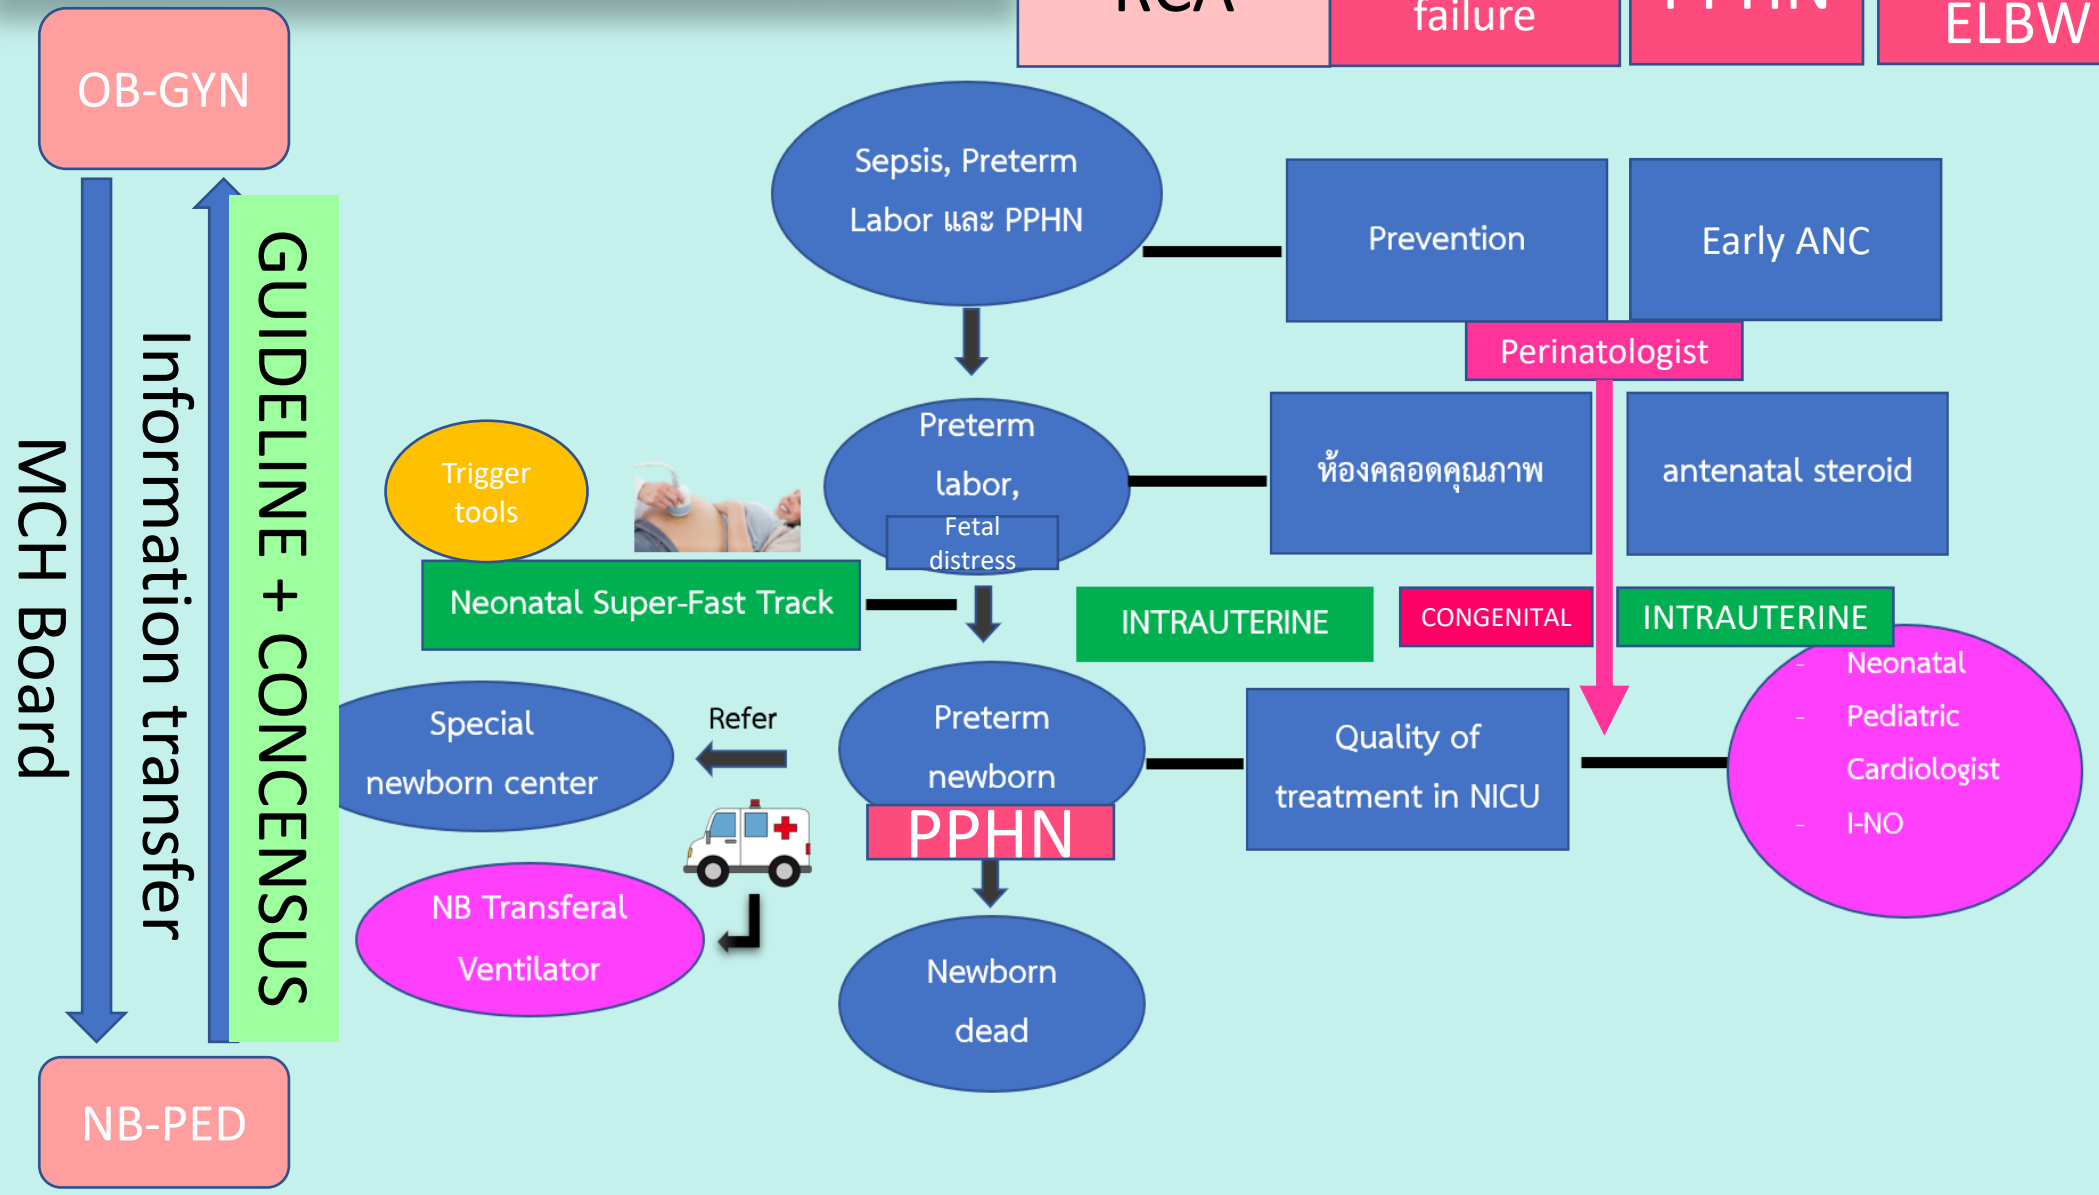 RCA
failure
PPHN
ELBW
OB-GYN
Sepsis, Preterm
Labor และ PPHN
Prevention
Early ANC
Perinatologist
Preterm
labor,
Fetal
distress
ห้องคลอดคุณภาพ
antenatal steroid
Trigger
tools
Neonatal Super-Fast Track
INTRAUTERINE
CONGENITAL
INTRAUTERINE
MCH Board
Information transfer
GUIDELINE + CONCENSUS
Special
newborn center
Refer
Preterm
newborn
PPHN
Quality of
treatment in NICU
- Neonatal
- Pediatric
Cardiologist
- I-NO
NB Transferal
Ventilator
Newborn
dead
NB-PED